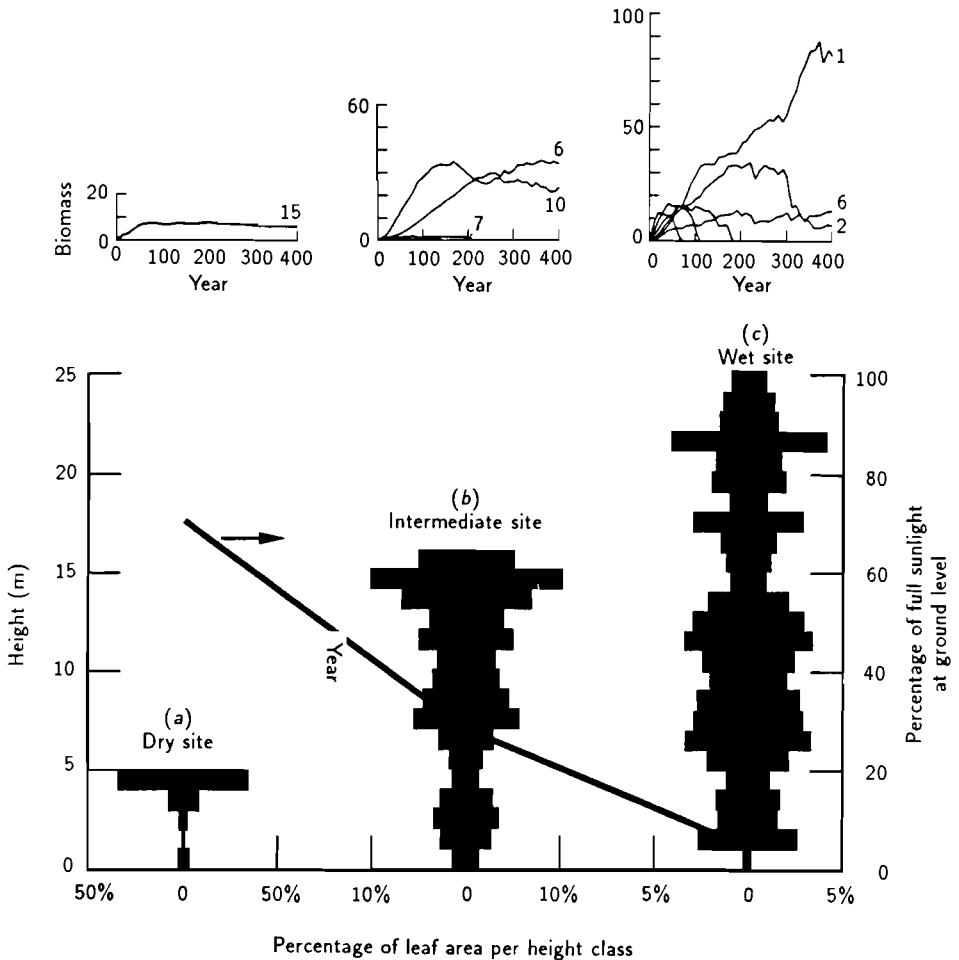 100
50
0
1
6
2
0 100 200 300 400
Year
60
0
6
10
7
0 100 200 300 400
Year
Biomass
20
0
15
0 100 200 300 400
Year
(a)
Dry site
(b)
Intermediate site
(c)
Wet site
Year
Height (m)
25
20
15
10
5
0
100
80
60
40
20
0
Percentage of full sunlight
at ground level
50% 0 50% 10% 0 10% 5% 0 5%
Percentage of leaf area per height class